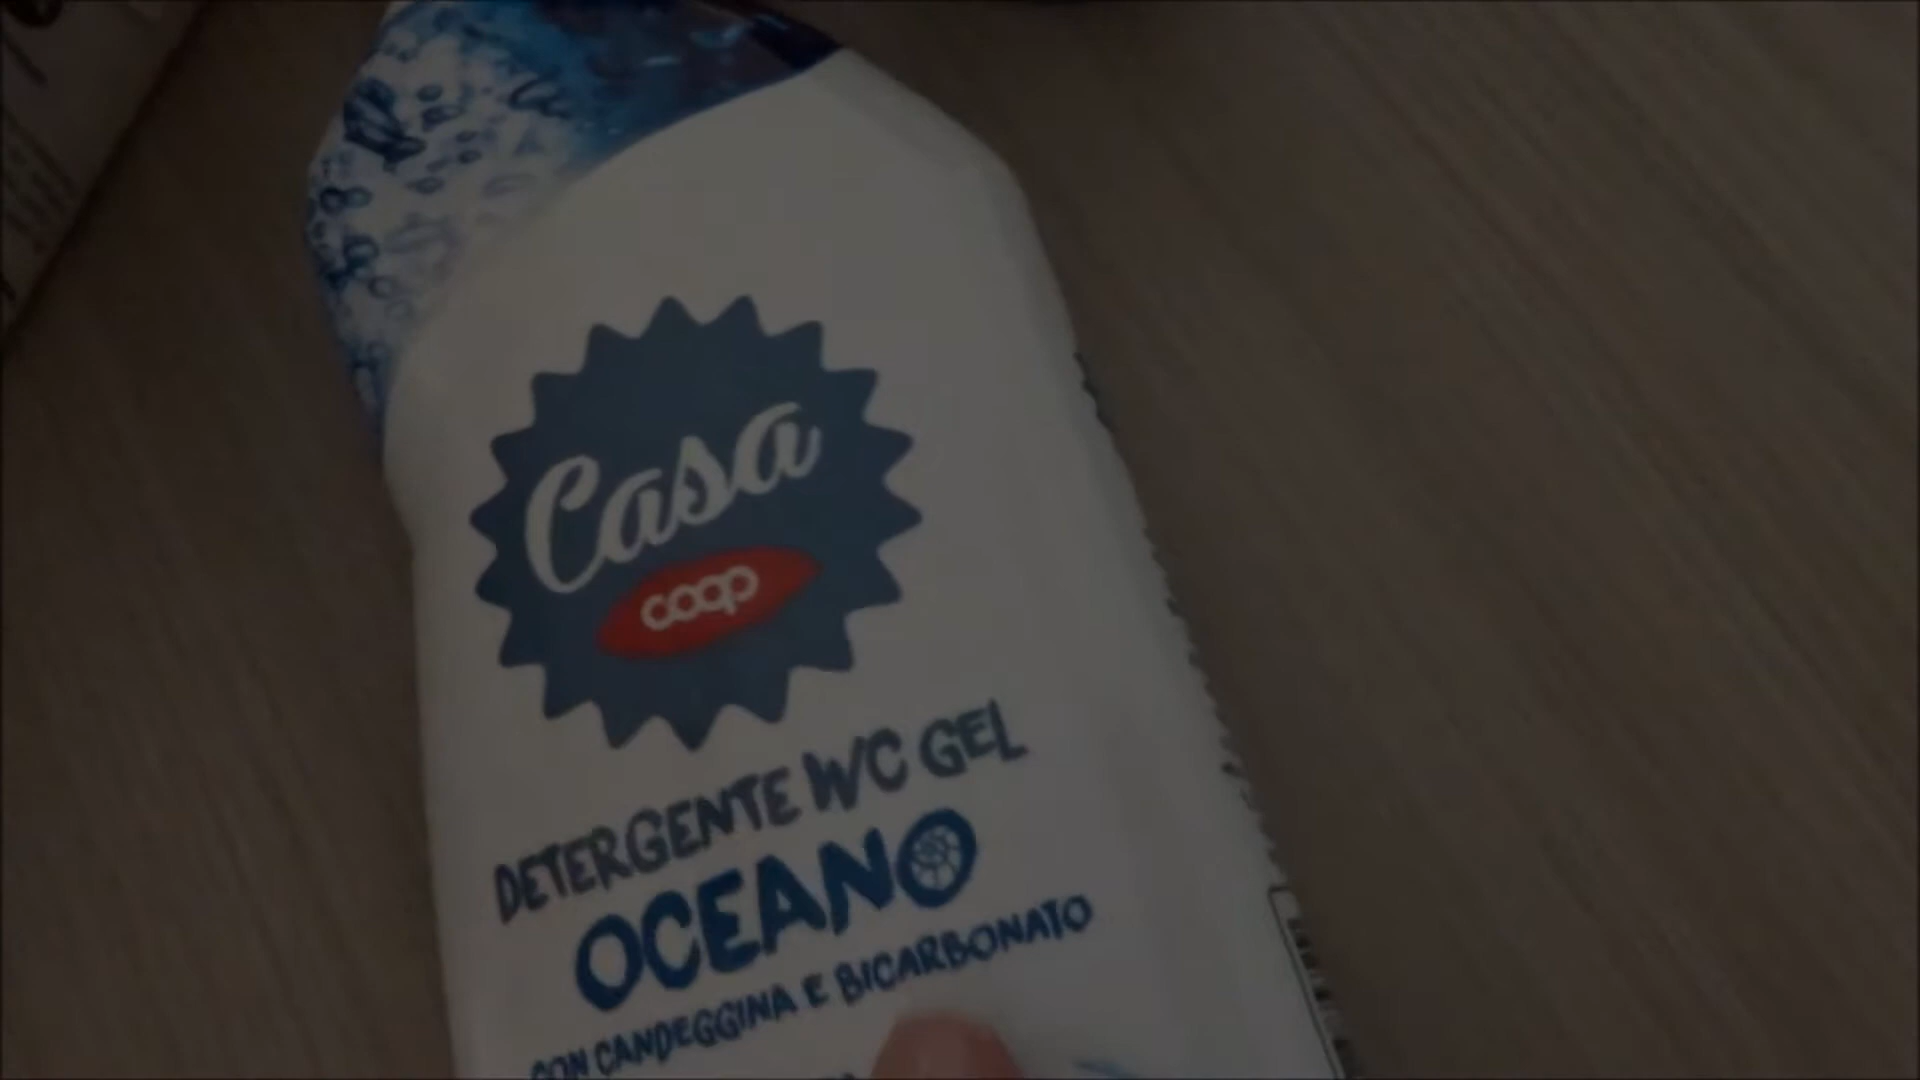 Casa
coop
DETERGENTE WC GEL
OCEANO
CON CANDEGGINA E BICARBONATO